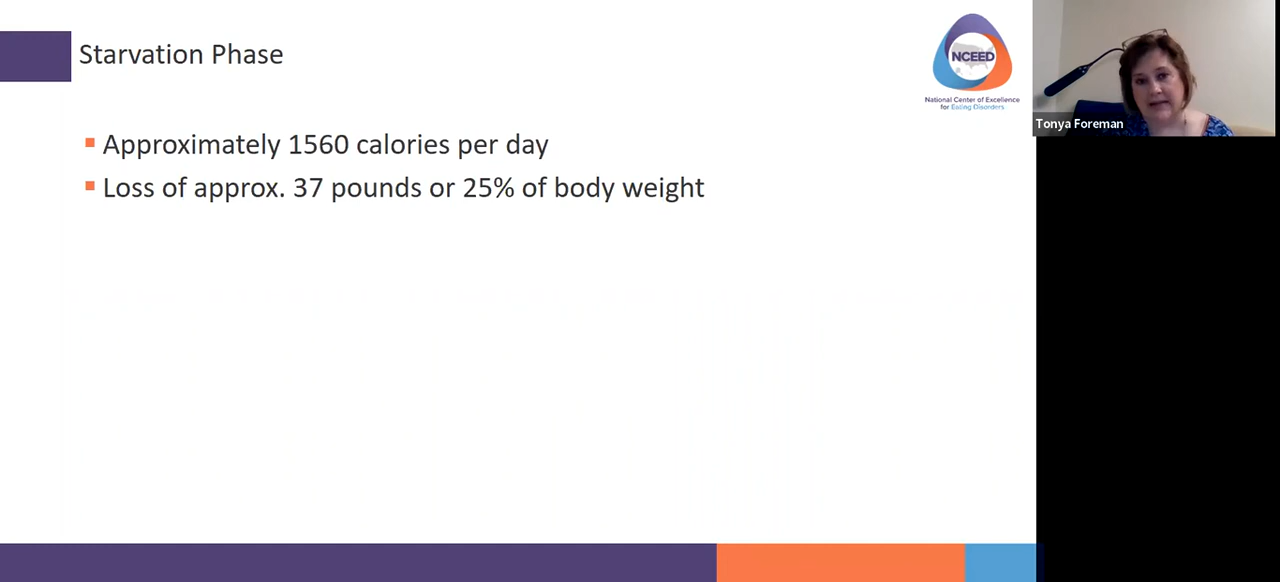 Starvation Phase
NCEED
National Center of Excellence
for Eating Disorders
Tonya Foreman
Approximately 1560 calories per day
Loss of approx. 37 pounds or 25% of body weight